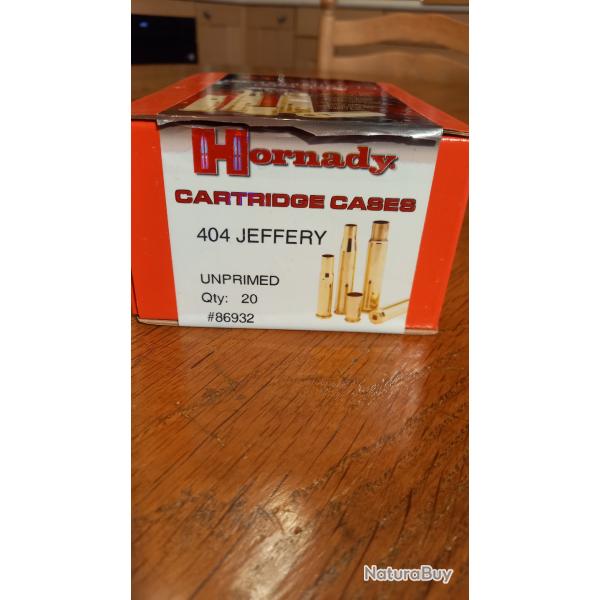 Hornady
CARTRIDGE CASES
404 JEFFERY
UNPRIMED
Qty: 20
#86932
NaturaBuy